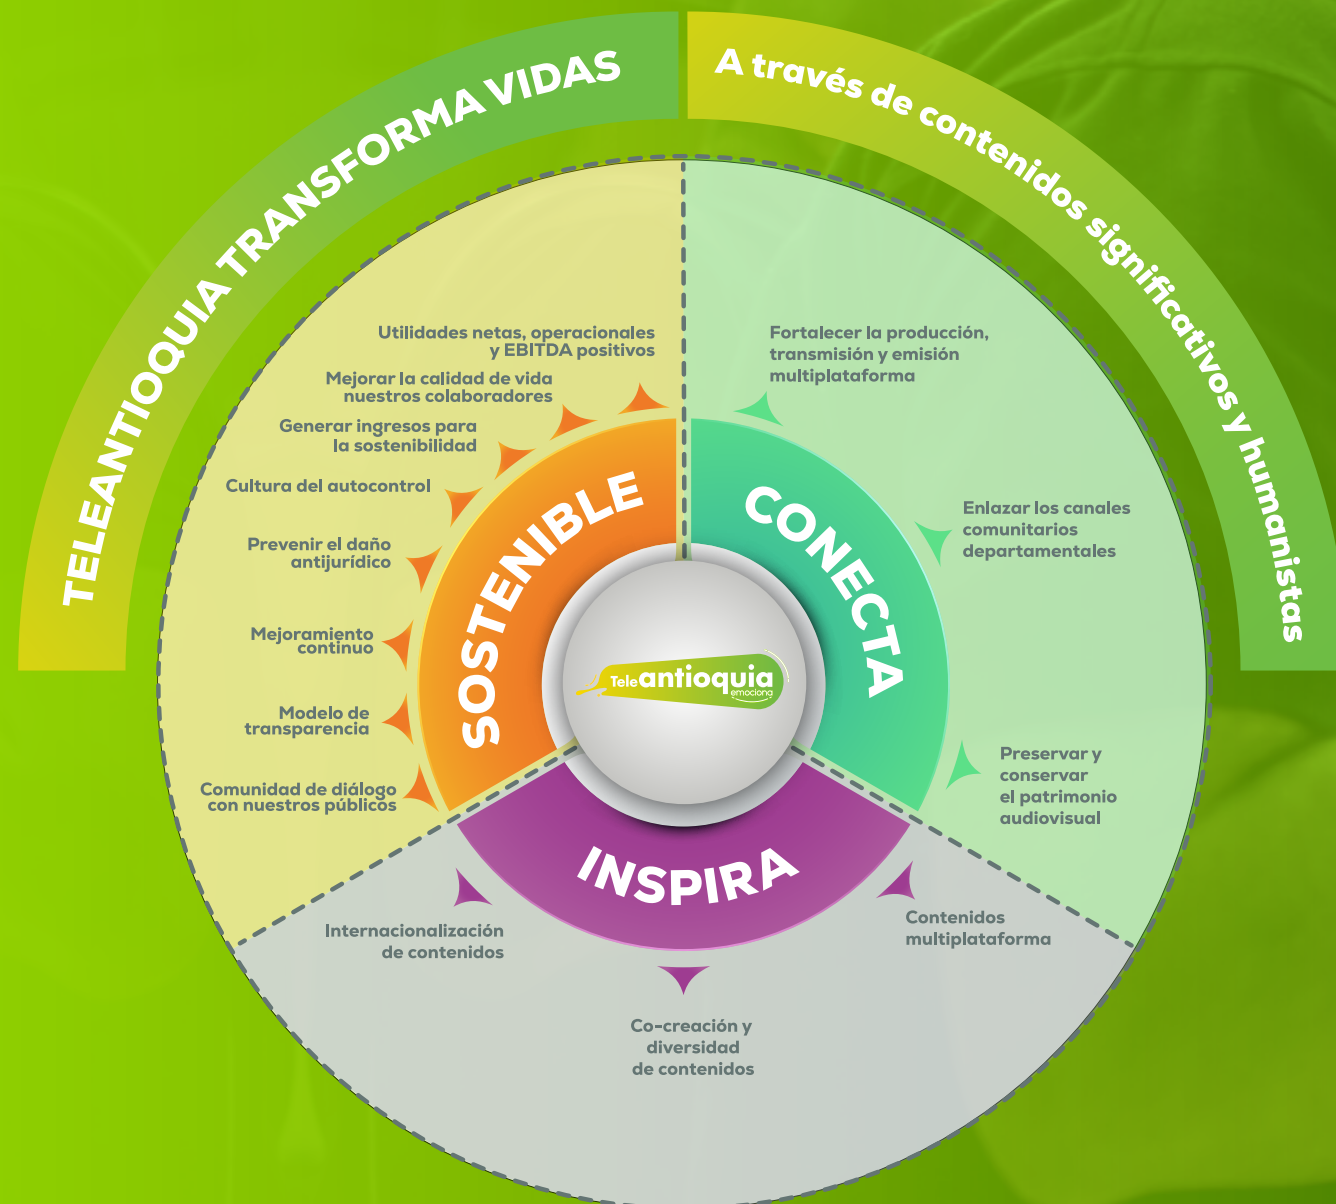 TELEANTIOQUIA TRANSFORMA VIDAS
A través de contenidos significativos y humanistas
SOSTENIBLE
Utilidades netas, operacionales
y EBITDA positivos
Mejorar la calidad de vida
nuestros colaboradores
Generar ingresos para
la sostenibilidad
Cultura del autocontrol
Prevenir el daño
antijurídico
Mejoramiento
continuo
Modelo de
transparencia
Comunidad de diálogo
con nuestros públicos
CONECTA
Fortalecer la producción,
transmisión y emisión
multiplataforma
Enlazar los canales
comunitarios
departamentales
Preservar y
conservar
el patrimonio
audiovisual
Teleantioquia
emociona
INSPIRA
Internacionalización
de contenidos
Co-creación y
diversidad
de contenidos
Contenidos
multiplataforma